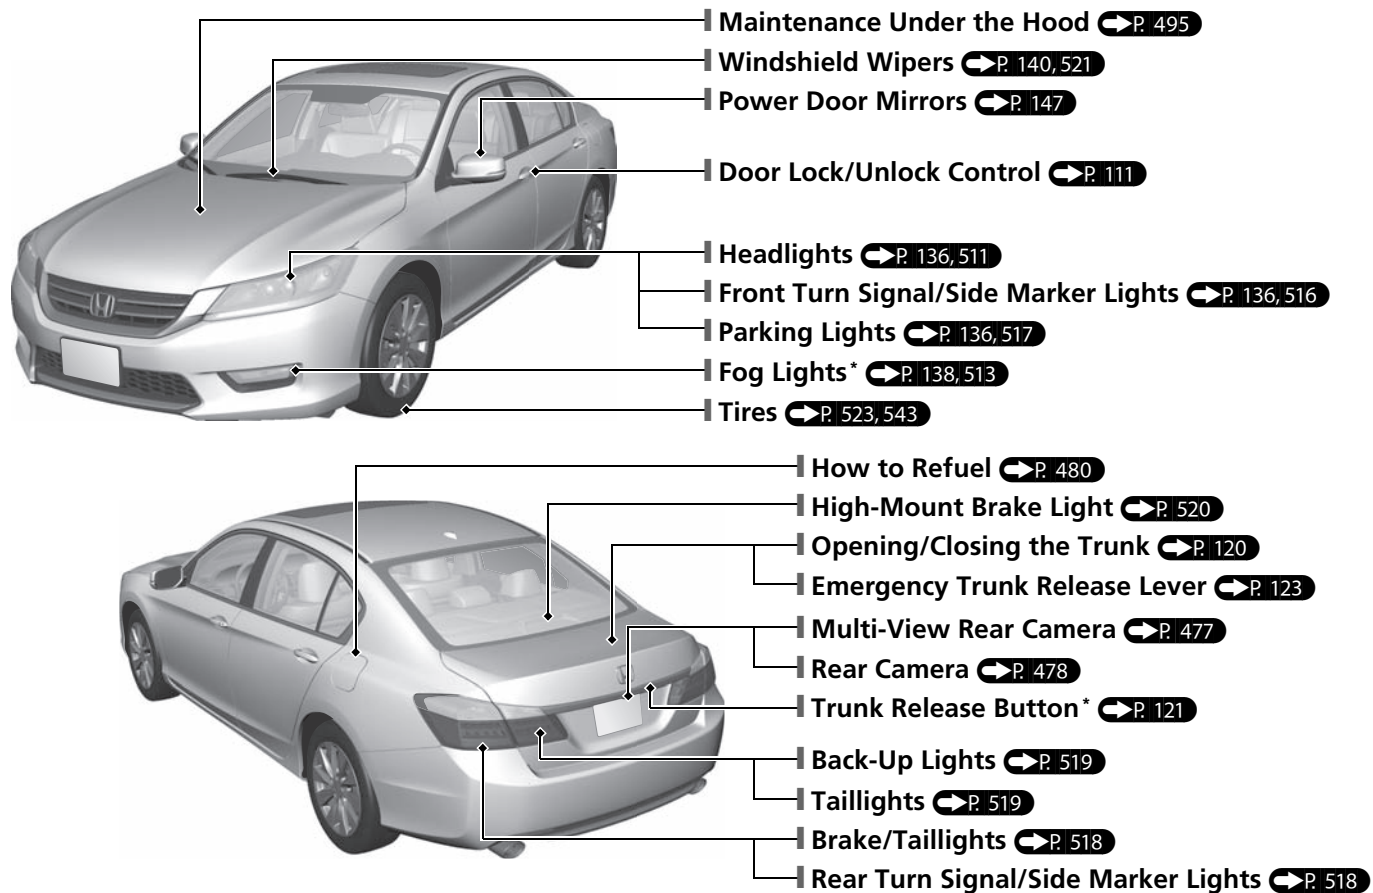 Maintenance Under the Hood P. 495
Windshield Wipers P. 140, 521
Power Door Mirrors P. 147
Door Lock/Unlock Control P. 111
Headlights P. 136, 511
Front Turn Signal/Side Marker Lights P. 136, 516
Parking Lights P. 136, 517
Fog Lights* P. 138, 513
Tires P. 523, 543
How to Refuel P. 480
High-Mount Brake Light P. 520
Opening/Closing the Trunk P. 120
Emergency Trunk Release Lever P. 123
Multi-View Rear Camera P. 477
Rear Camera P. 478
Trunk Release Button* P. 121
Back-Up Lights P. 519
Taillights P. 519
Brake/Taillights P. 518
Rear Turn Signal/Side Marker Lights P. 518